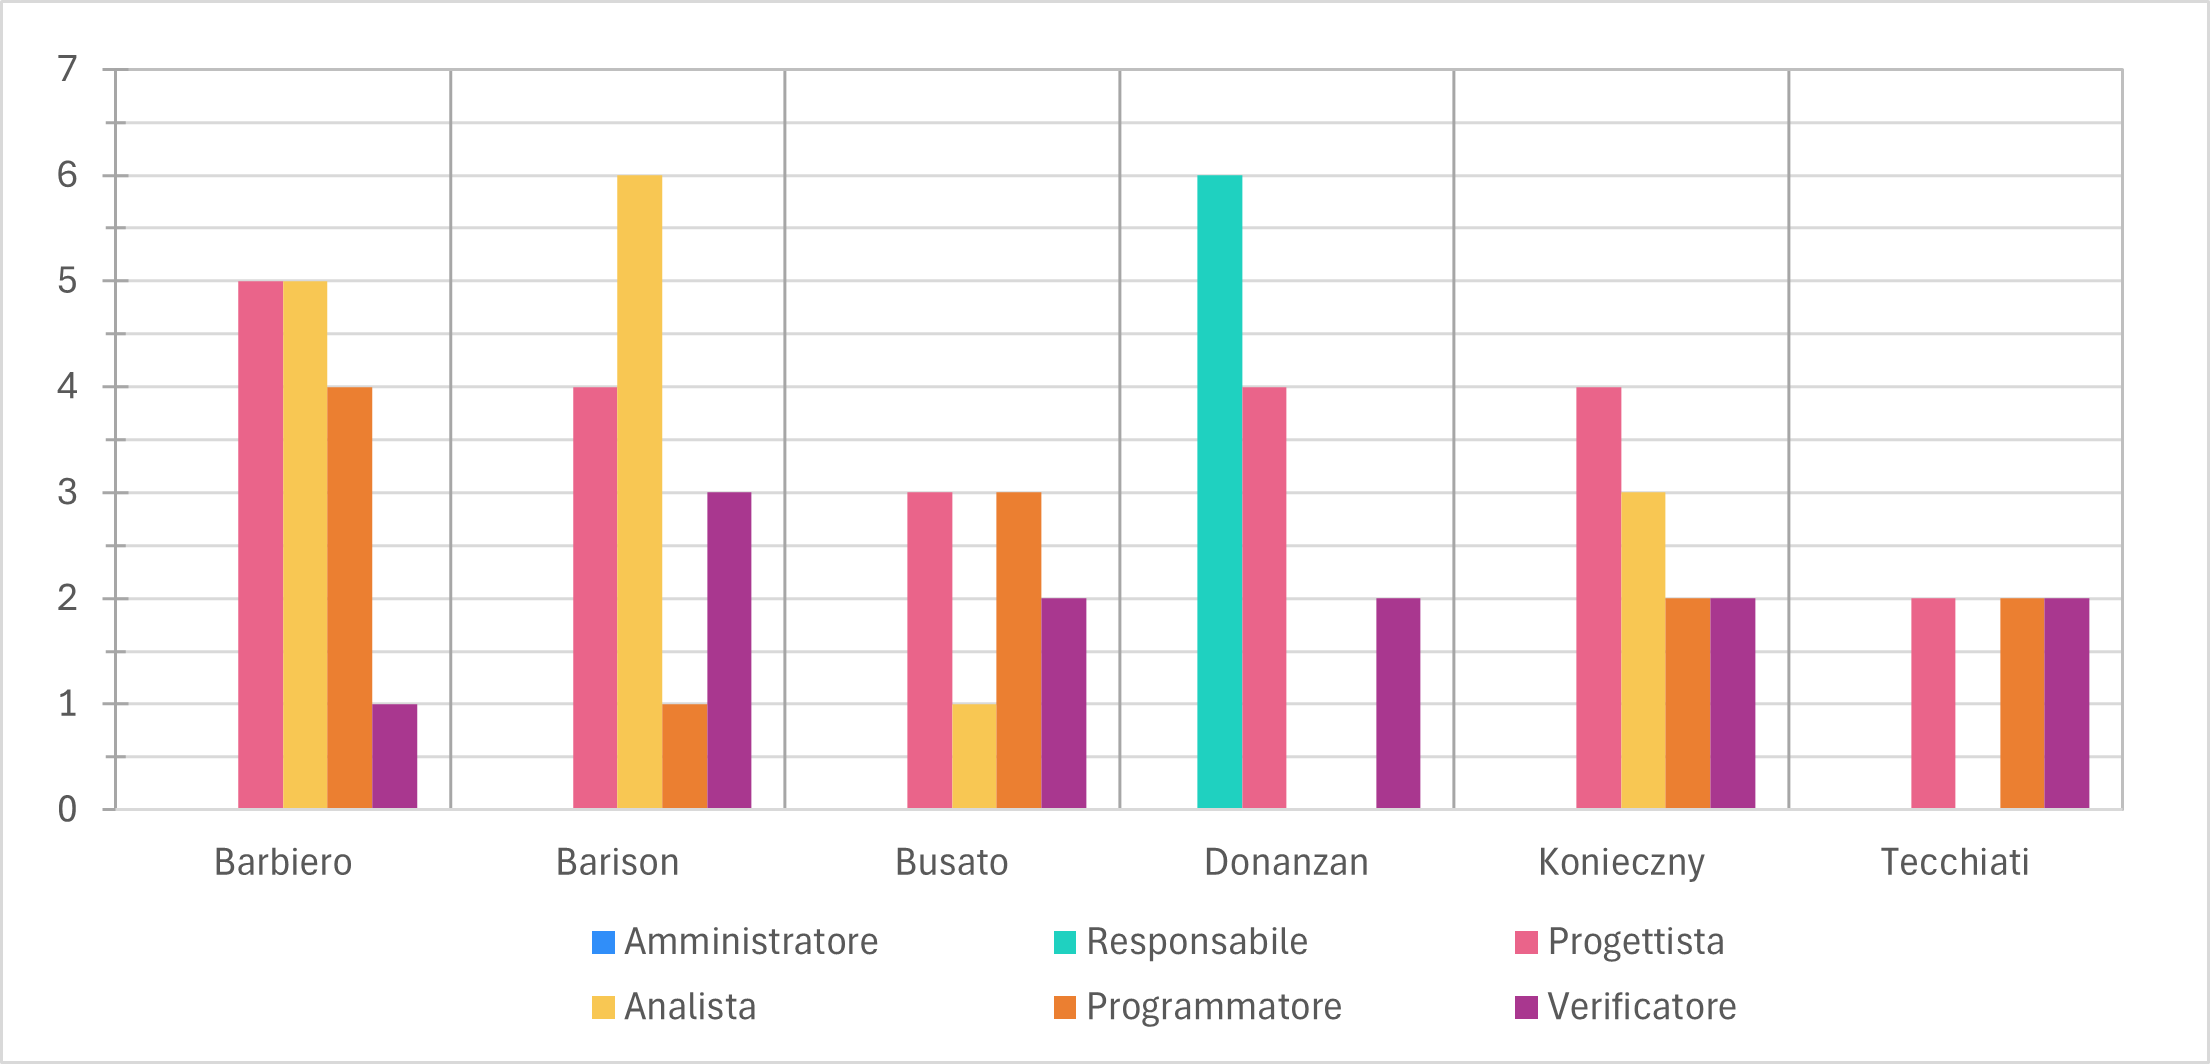 7
6
5
4
3
2
1
0
Barbiero Barison Busato Donanzan Konieczny Tecchiati
Amministratore Responsabile Progettista
Analista Programmatore Verificatore